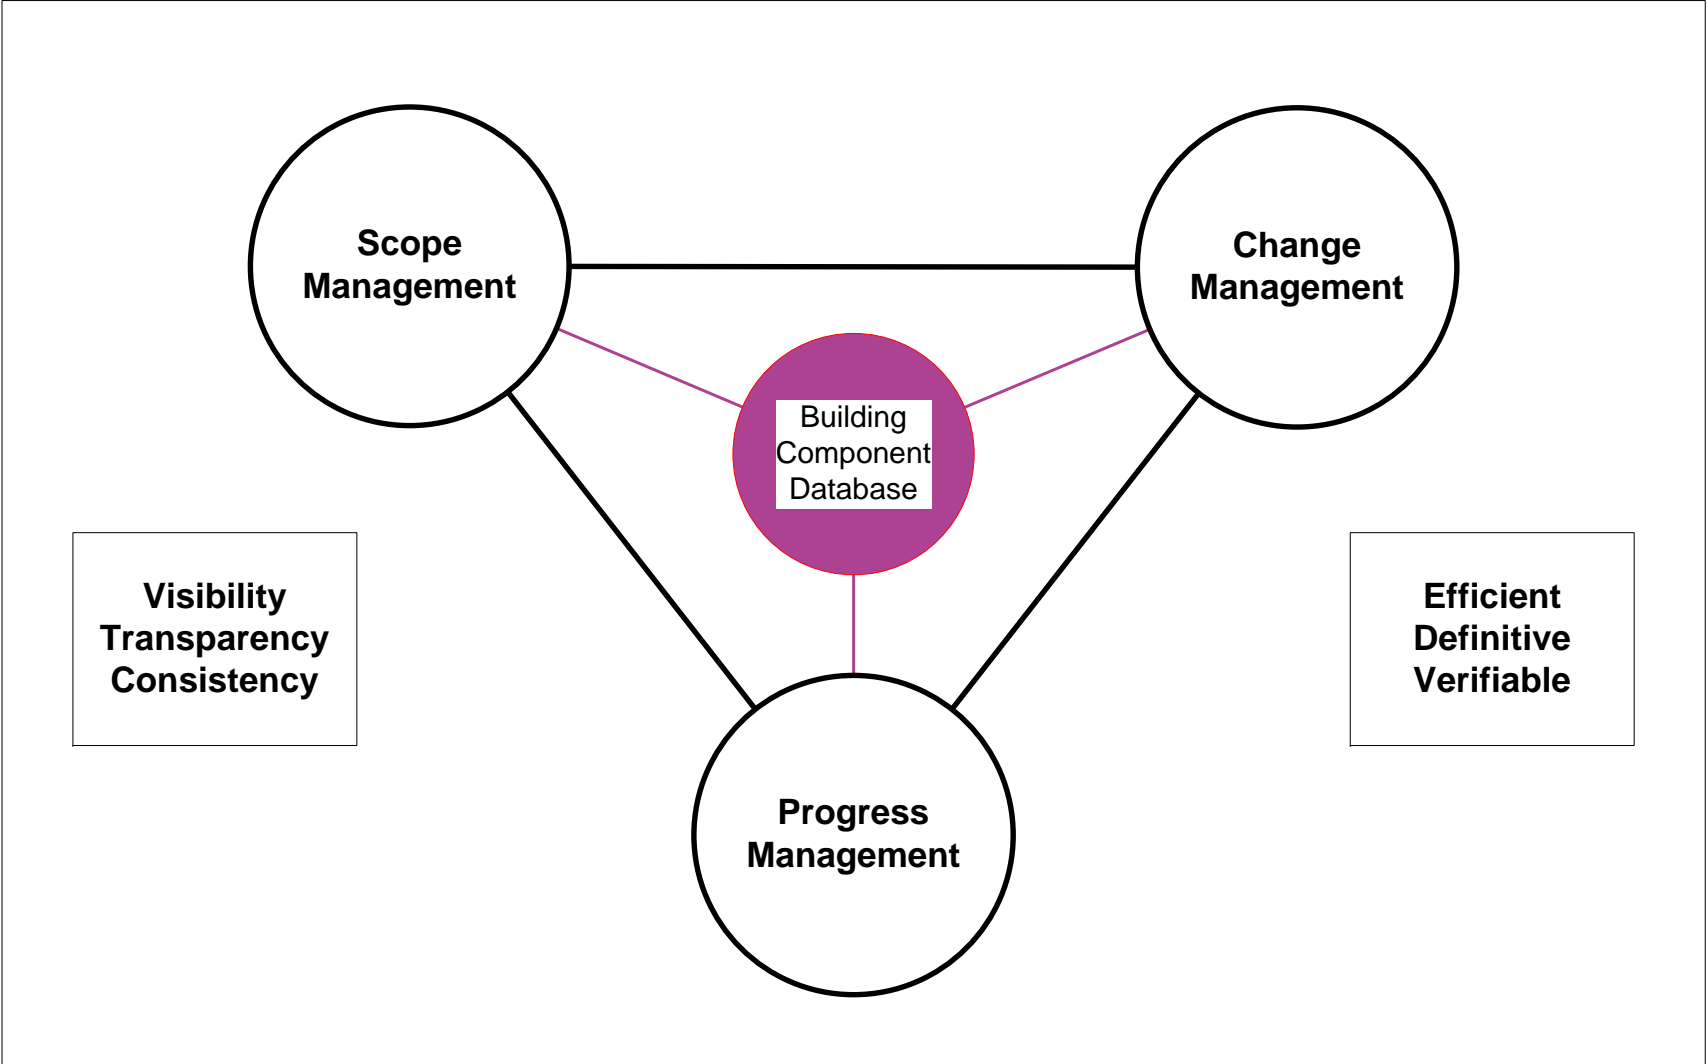 Scope
Management
Change
Management
Building
Component
Database
Visibility
Transparency
Consistency
Efficient
Definitive
Verifiable
Progress
Management